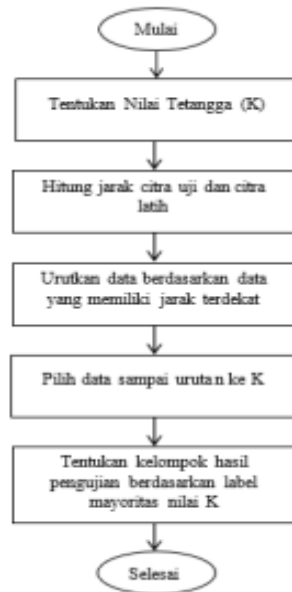 Mulai
Tentukan Nilai Tetangga (K)
Hitung jarak citra uji dan citra
latih
Urutkan data berdasarkan data
yang memiliki jarak terdekat
Pilih data sampai urutan ke K
Tentukan kelompok hasil
pengujian berdasarkan label
mayoritas nilai K
Selesai